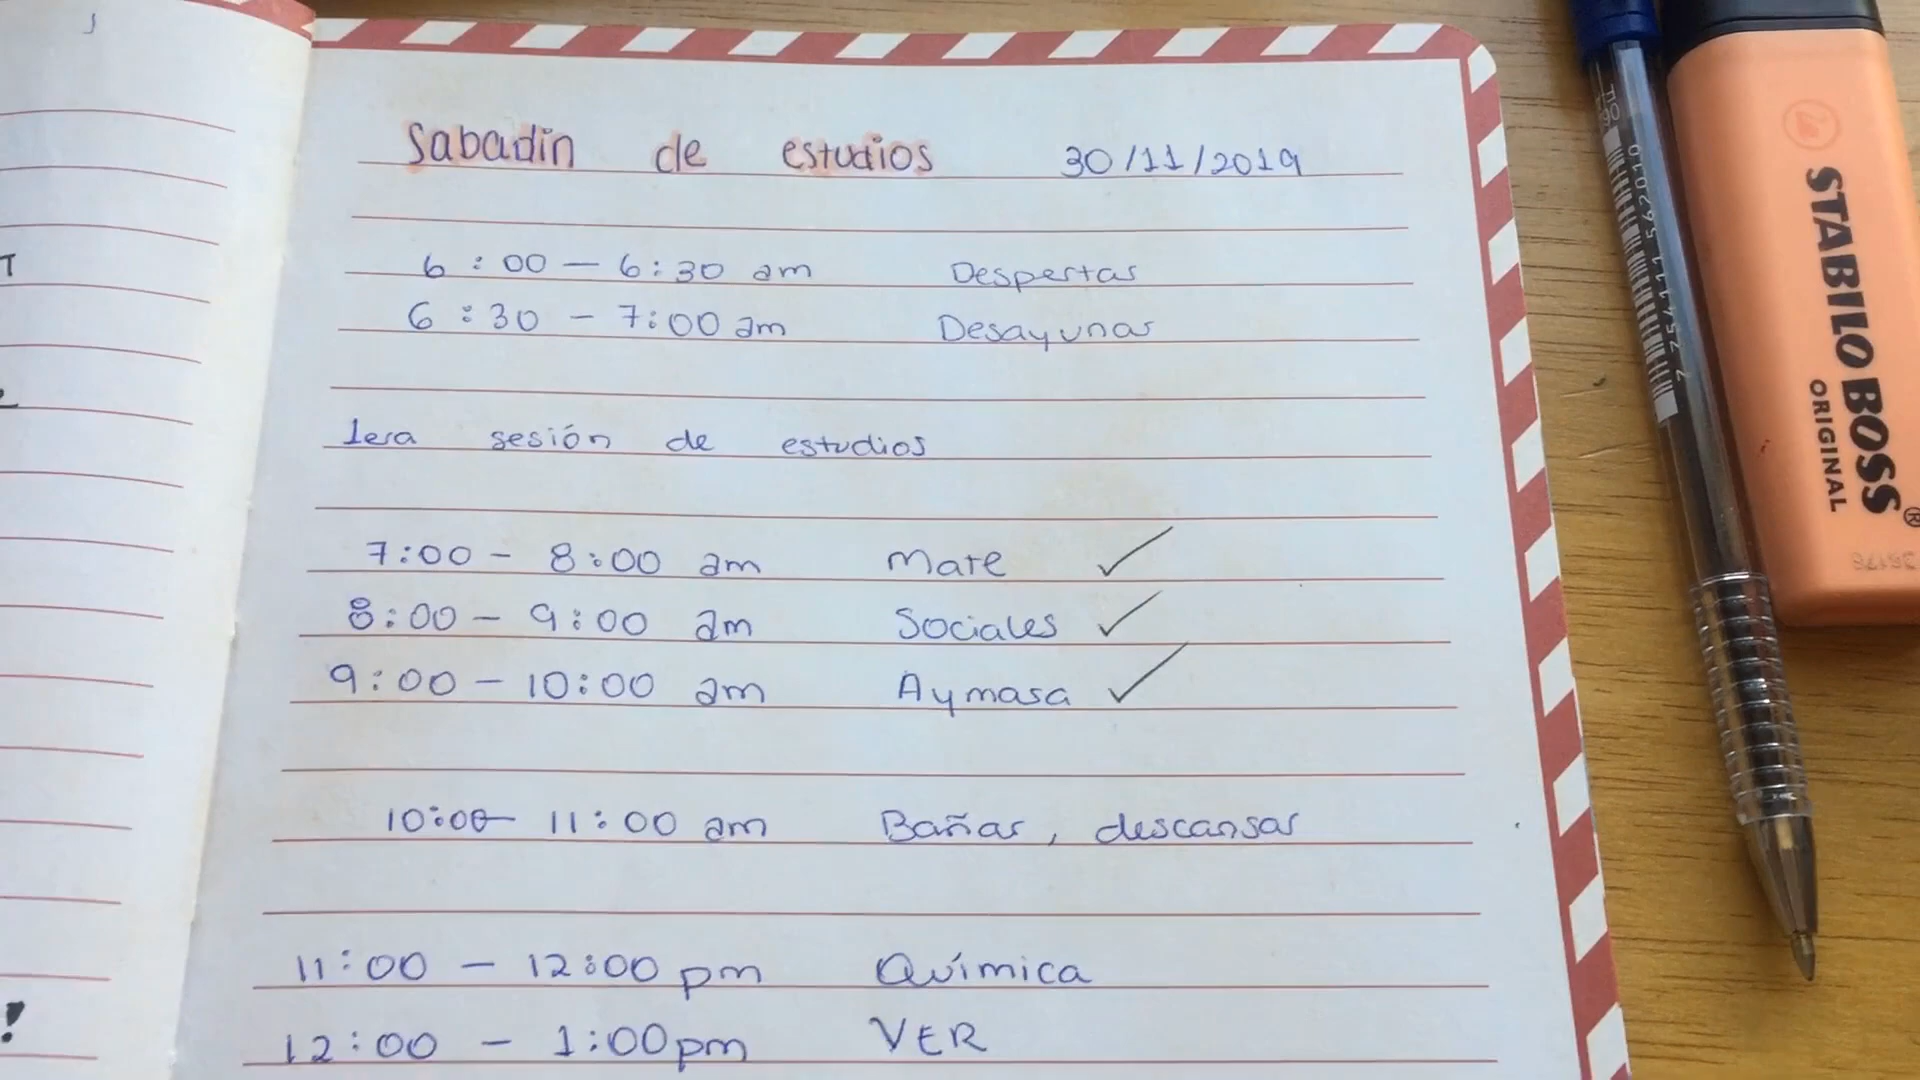 Sabadin de estudios 30/11/2019
6:00 - 6:30 am Despertar
6:30 - 7:00 am Desayunar
1era sesión de estudios
7:00 - 8:00 am Mate ✓
8:00 - 9:00 am Sociales ✓
9:00 - 10:00 am Aymara ✓
10:00 - 11:00 am Bañar, descansar
11:00 - 12:00 pm Química
12:00 - 1:00 pm VER
STABILO BOSS®
ORIGINAL